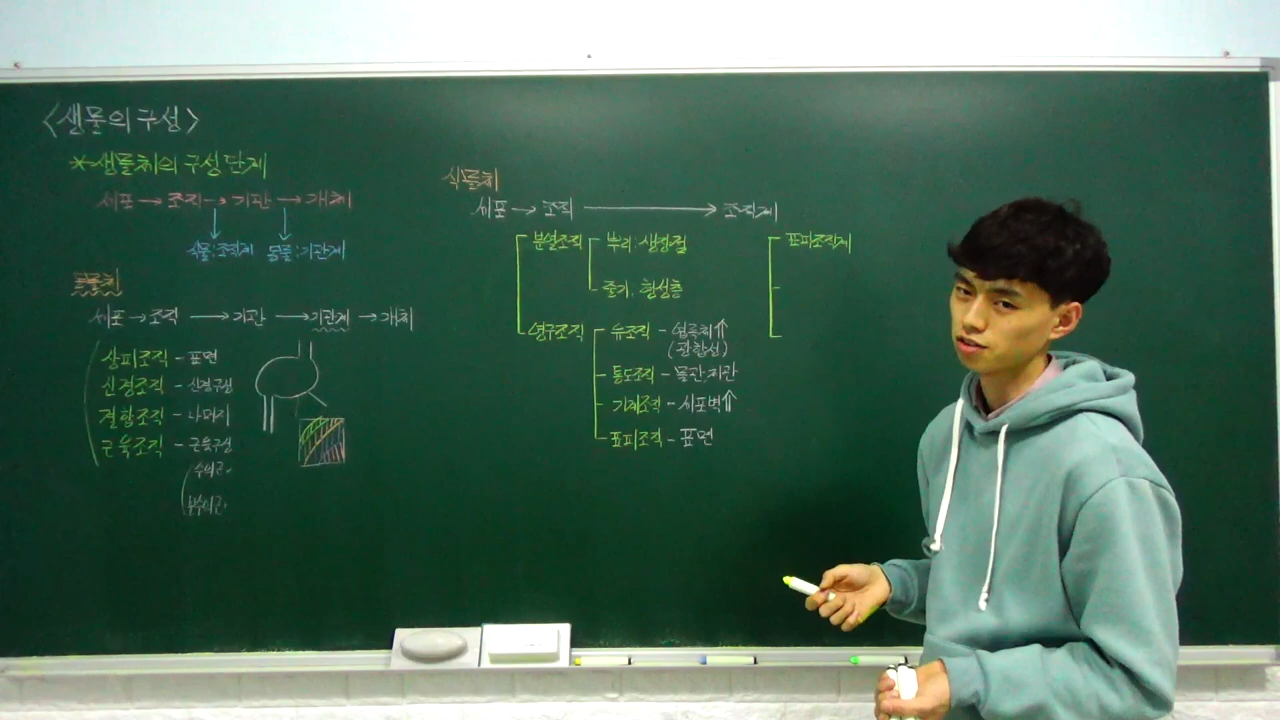 <생물의 구성>
*생물체의 구성단계
세포 → 조직 → 기관 → 개체
식물:조직계 동물:기관계
동물체
세포 → 조직 → 기관 → 기관계 → 개체
상피조직 - 표면
신경조직 - 신경구성
결합조직 - 나머지
근육조직 - 근육구성
수의근
불수의근
식물체
세포 → 조직 → 조직계
분열조직 뿌리:생장점
줄기:형성층
영구조직 유조직 - 엽록체⇑
(광합성)
통도조직 - 물관,체관
기계조직 - 세포벽⇑
표피조직 - 표면
표피조직계